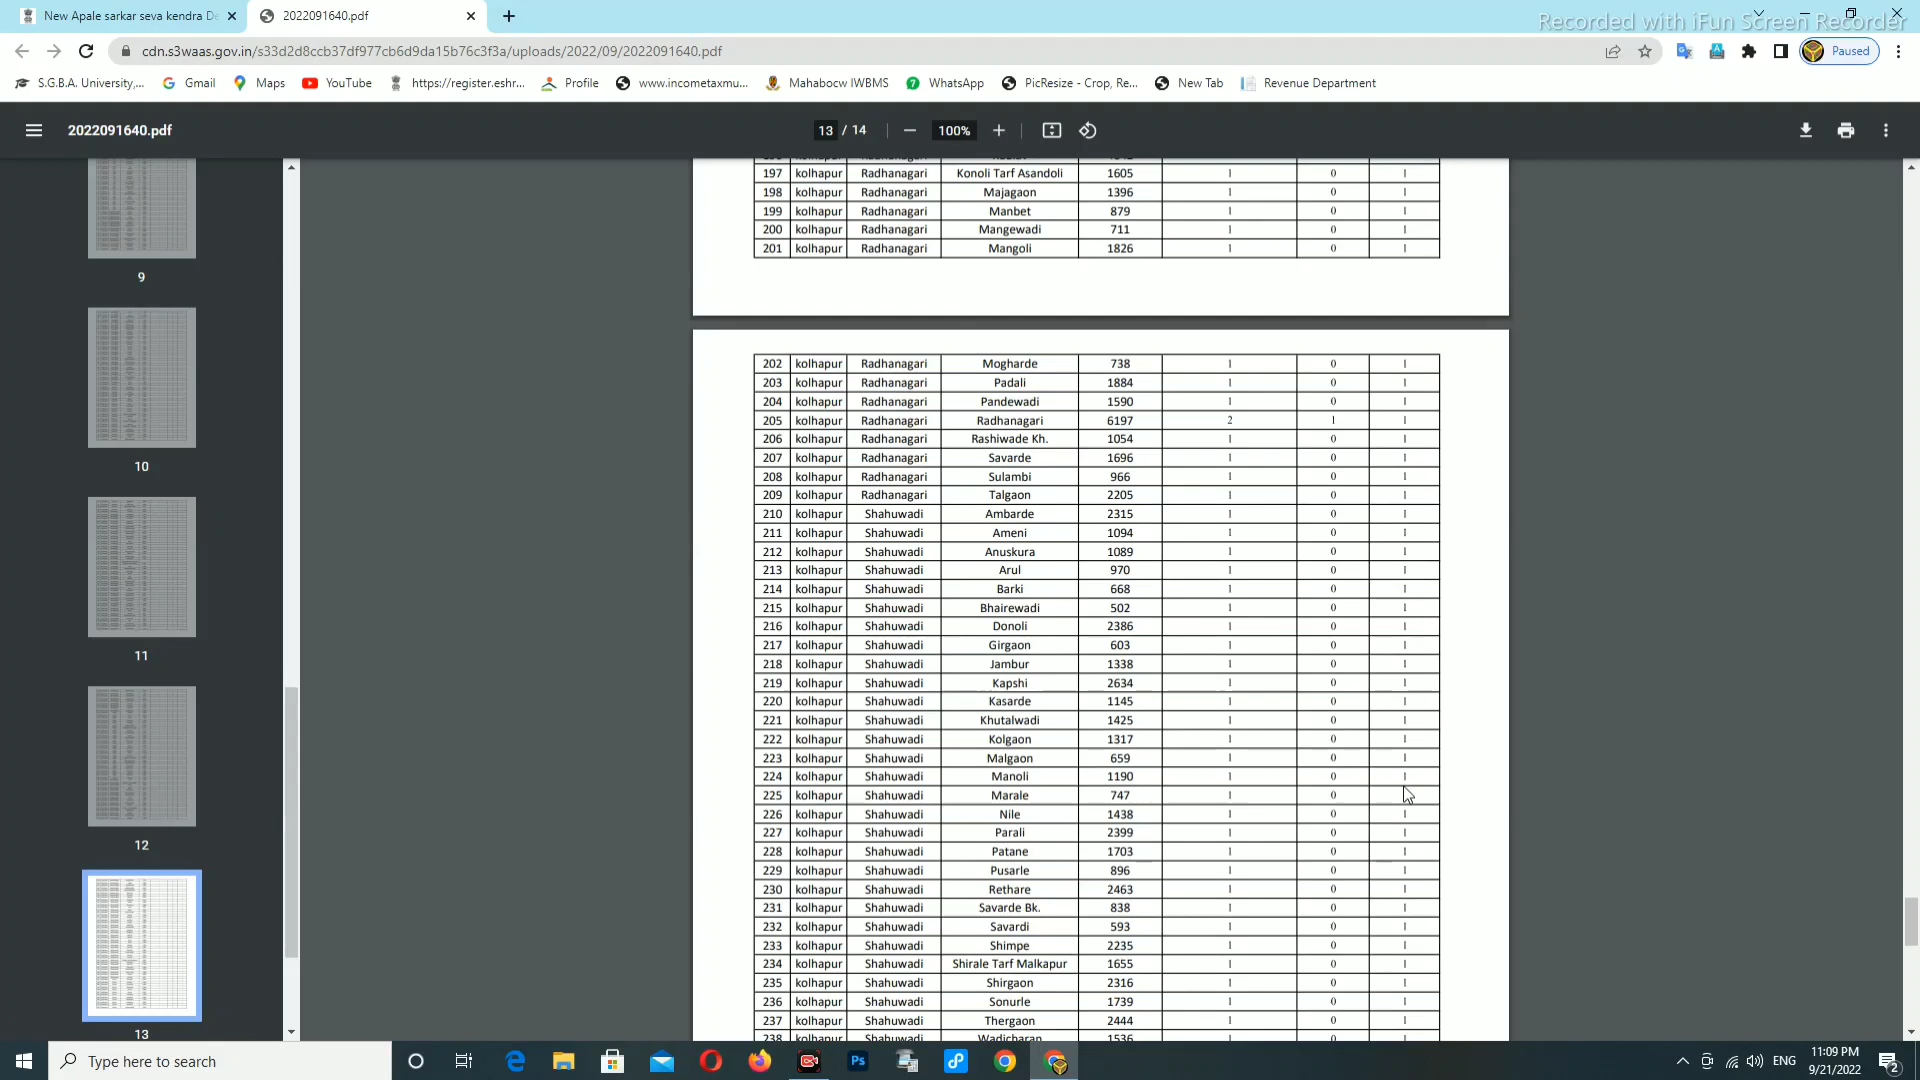 New Apale sarkar seva kendra De
2022091640.pdf
Recorded with iFun Screen Recorder
cdn.s3waas.gov.in/s33d2d8ccb37df977cb6d9da15b76c3f3a/uploads/2022/09/2022091640.pdf
Paused
S.G.B.A. University,... Gmail Maps YouTube https://register.eshr... Profile www.incometaxmu... Mahabocw IWBMS WhatsApp PicResize - Crop, Re... New Tab Revenue Department
2022091640.pdf 13 / 14 100%
197 kolhapur Radhanagari Konoli Tarf Asandoli 1605 1 0 1
198 kolhapur Radhanagari Majagaon 1396 1 0 1
199 kolhapur Radhanagari Manbet 879 1 0 1
200 kolhapur Radhanagari Mangewadi 711 1 0 1
201 kolhapur Radhanagari Mangoli 1826 1 0 1
202 kolhapur Radhanagari Mogharde 738 1 0 1
203 kolhapur Radhanagari Padali 1884 1 0 1
204 kolhapur Radhanagari Pandewadi 1590 1 0 1
205 kolhapur Radhanagari Radhanagari 6197 2 1 1
206 kolhapur Radhanagari Rashiwade Kh. 1054 1 0 1
207 kolhapur Radhanagari Savarde 1696 1 0 1
208 kolhapur Radhanagari Sulambi 966 1 0 1
209 kolhapur Radhanagari Talgaon 2205 1 0 1
210 kolhapur Shahuwadi Ambarde 2315 1 0 1
211 kolhapur Shahuwadi Ameni 1094 1 0 1
212 kolhapur Shahuwadi Anuskura 1089 1 0 1
213 kolhapur Shahuwadi Arul 970 1 0 1
214 kolhapur Shahuwadi Barki 668 1 0 1
215 kolhapur Shahuwadi Bhairewadi 502 1 0 1
216 kolhapur Shahuwadi Donoli 2386 1 0 1
217 kolhapur Shahuwadi Girgaon 603 1 0 1
218 kolhapur Shahuwadi Jambur 1338 1 0 1
219 kolhapur Shahuwadi Kapshi 2634 1 0 1
220 kolhapur Shahuwadi Kasarde 1145 1 0 1
221 kolhapur Shahuwadi Khutalwadi 1425 1 0 1
222 kolhapur Shahuwadi Kolgaon 1317 1 0 1
223 kolhapur Shahuwadi Malgaon 659 1 0 1
224 kolhapur Shahuwadi Manoli 1190 1 0 1
225 kolhapur Shahuwadi Marale 747 1 0
226 kolhapur Shahuwadi Nile 1438 1 0 1
227 kolhapur Shahuwadi Parali 2399 1 0 1
228 kolhapur Shahuwadi Patane 1703 1 0 1
229 kolhapur Shahuwadi Pusarle 896 1 0 1
230 kolhapur Shahuwadi Rethare 2463 1 0 1
231 kolhapur Shahuwadi Savarde Bk. 838 1 0 1
232 kolhapur Shahuwadi Savardi 593 1 0 1
233 kolhapur Shahuwadi Shimpe 2235 1 0 1
234 kolhapur Shahuwadi Shirale Tarf Malkapur 1655 1 0 1
235 kolhapur Shahuwadi Shirgaon 2316 1 0 1
236 kolhapur Shahuwadi Sonurle 1739 1 0 1
237 kolhapur Shahuwadi Thergaon 2444 1 0 1
238 kolhapur Shahuwadi Wadicharan 1536
9
10
11
12
13
Type here to search
Ps
ENG
11:09 PM
9/21/2022
2